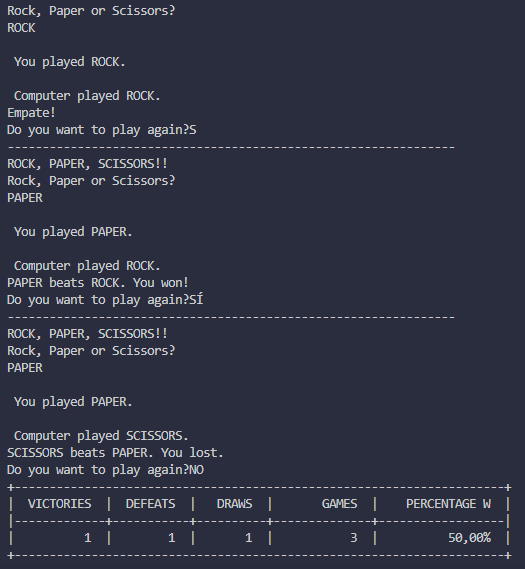 Rock, Paper or Scissors?
ROCK
You played ROCK.
Computer played ROCK.
Empate!
Do you want to play again?S
----------------------------------------------------------------
ROCK, PAPER, SCISSORS!!
Rock, Paper or Scissors?
PAPER
You played PAPER.
Computer played ROCK.
PAPER beats ROCK. You won!
Do you want to play again?SÍ
----------------------------------------------------------------
ROCK, PAPER, SCISSORS!!
Rock, Paper or Scissors?
PAPER
You played PAPER.
Computer played SCISSORS.
SCISSORS beats PAPER. You lost.
Do you want to play again?NO
+----------------------------------------------------------------------+
| VICTORIES | DEFEATS | DRAWS | GAMES | PERCENTAGE W |
|-------------+-----------+----------+--------------+------------------|
| 1 | 1 | 1 | 3 | 50,00% |
+----------------------------------------------------------------------+